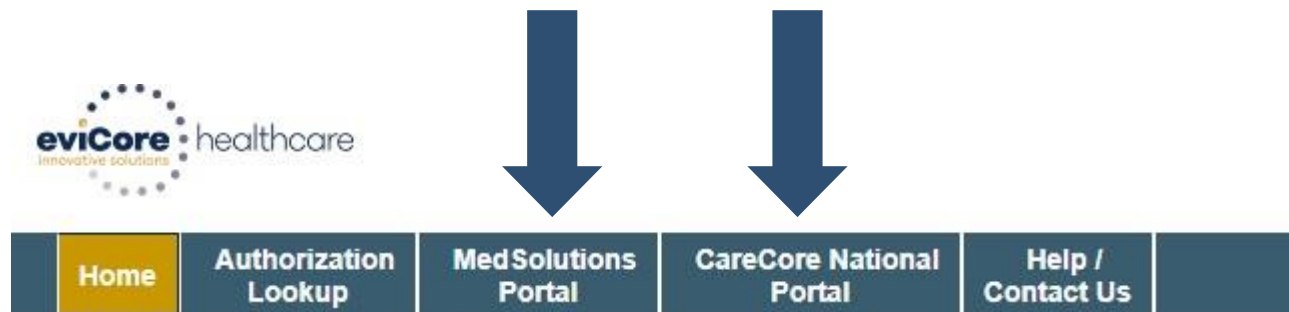 eviCore healthcare
innovative solutions
Home
Authorization
Lookup
MedSolutions
Portal
CareCore National
Portal
Help /
Contact Us